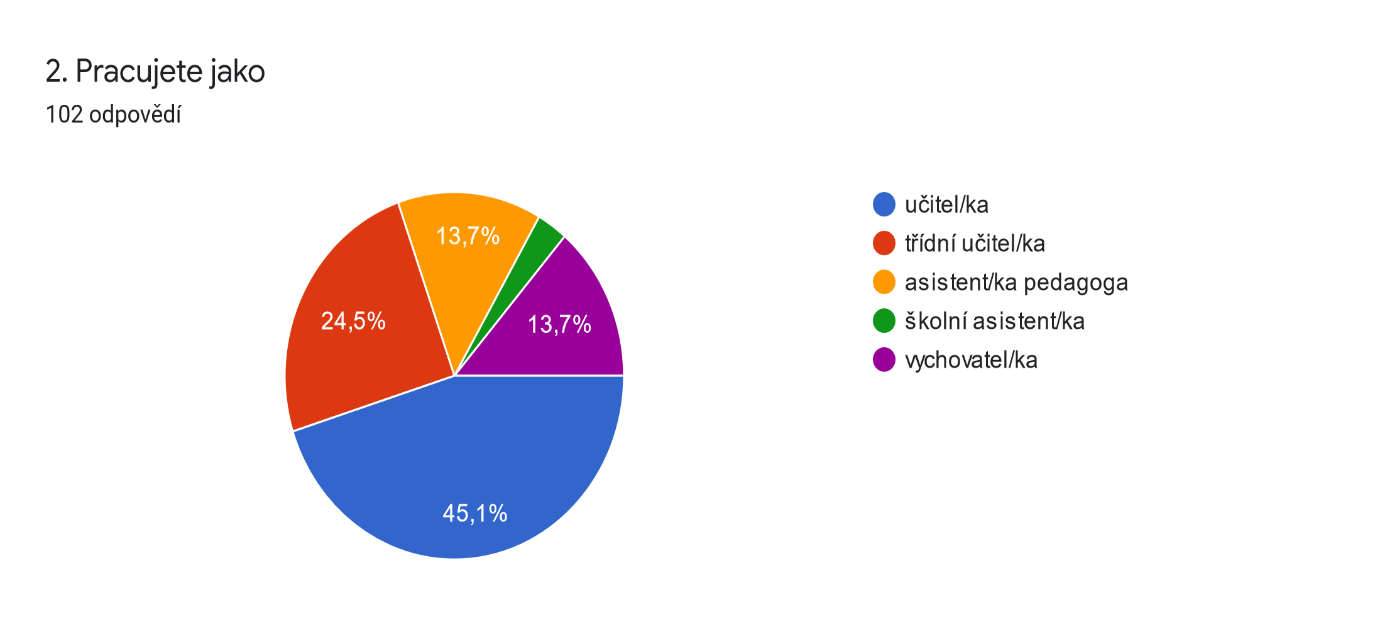 2. Pracujete jako
102 odpovědí
učitel/ka
třídní učitel/ka
asistent/ka pedagoga
školní asistent/ka
vychovatel/ka
13,7%
24,5%
13,7%
45,1%